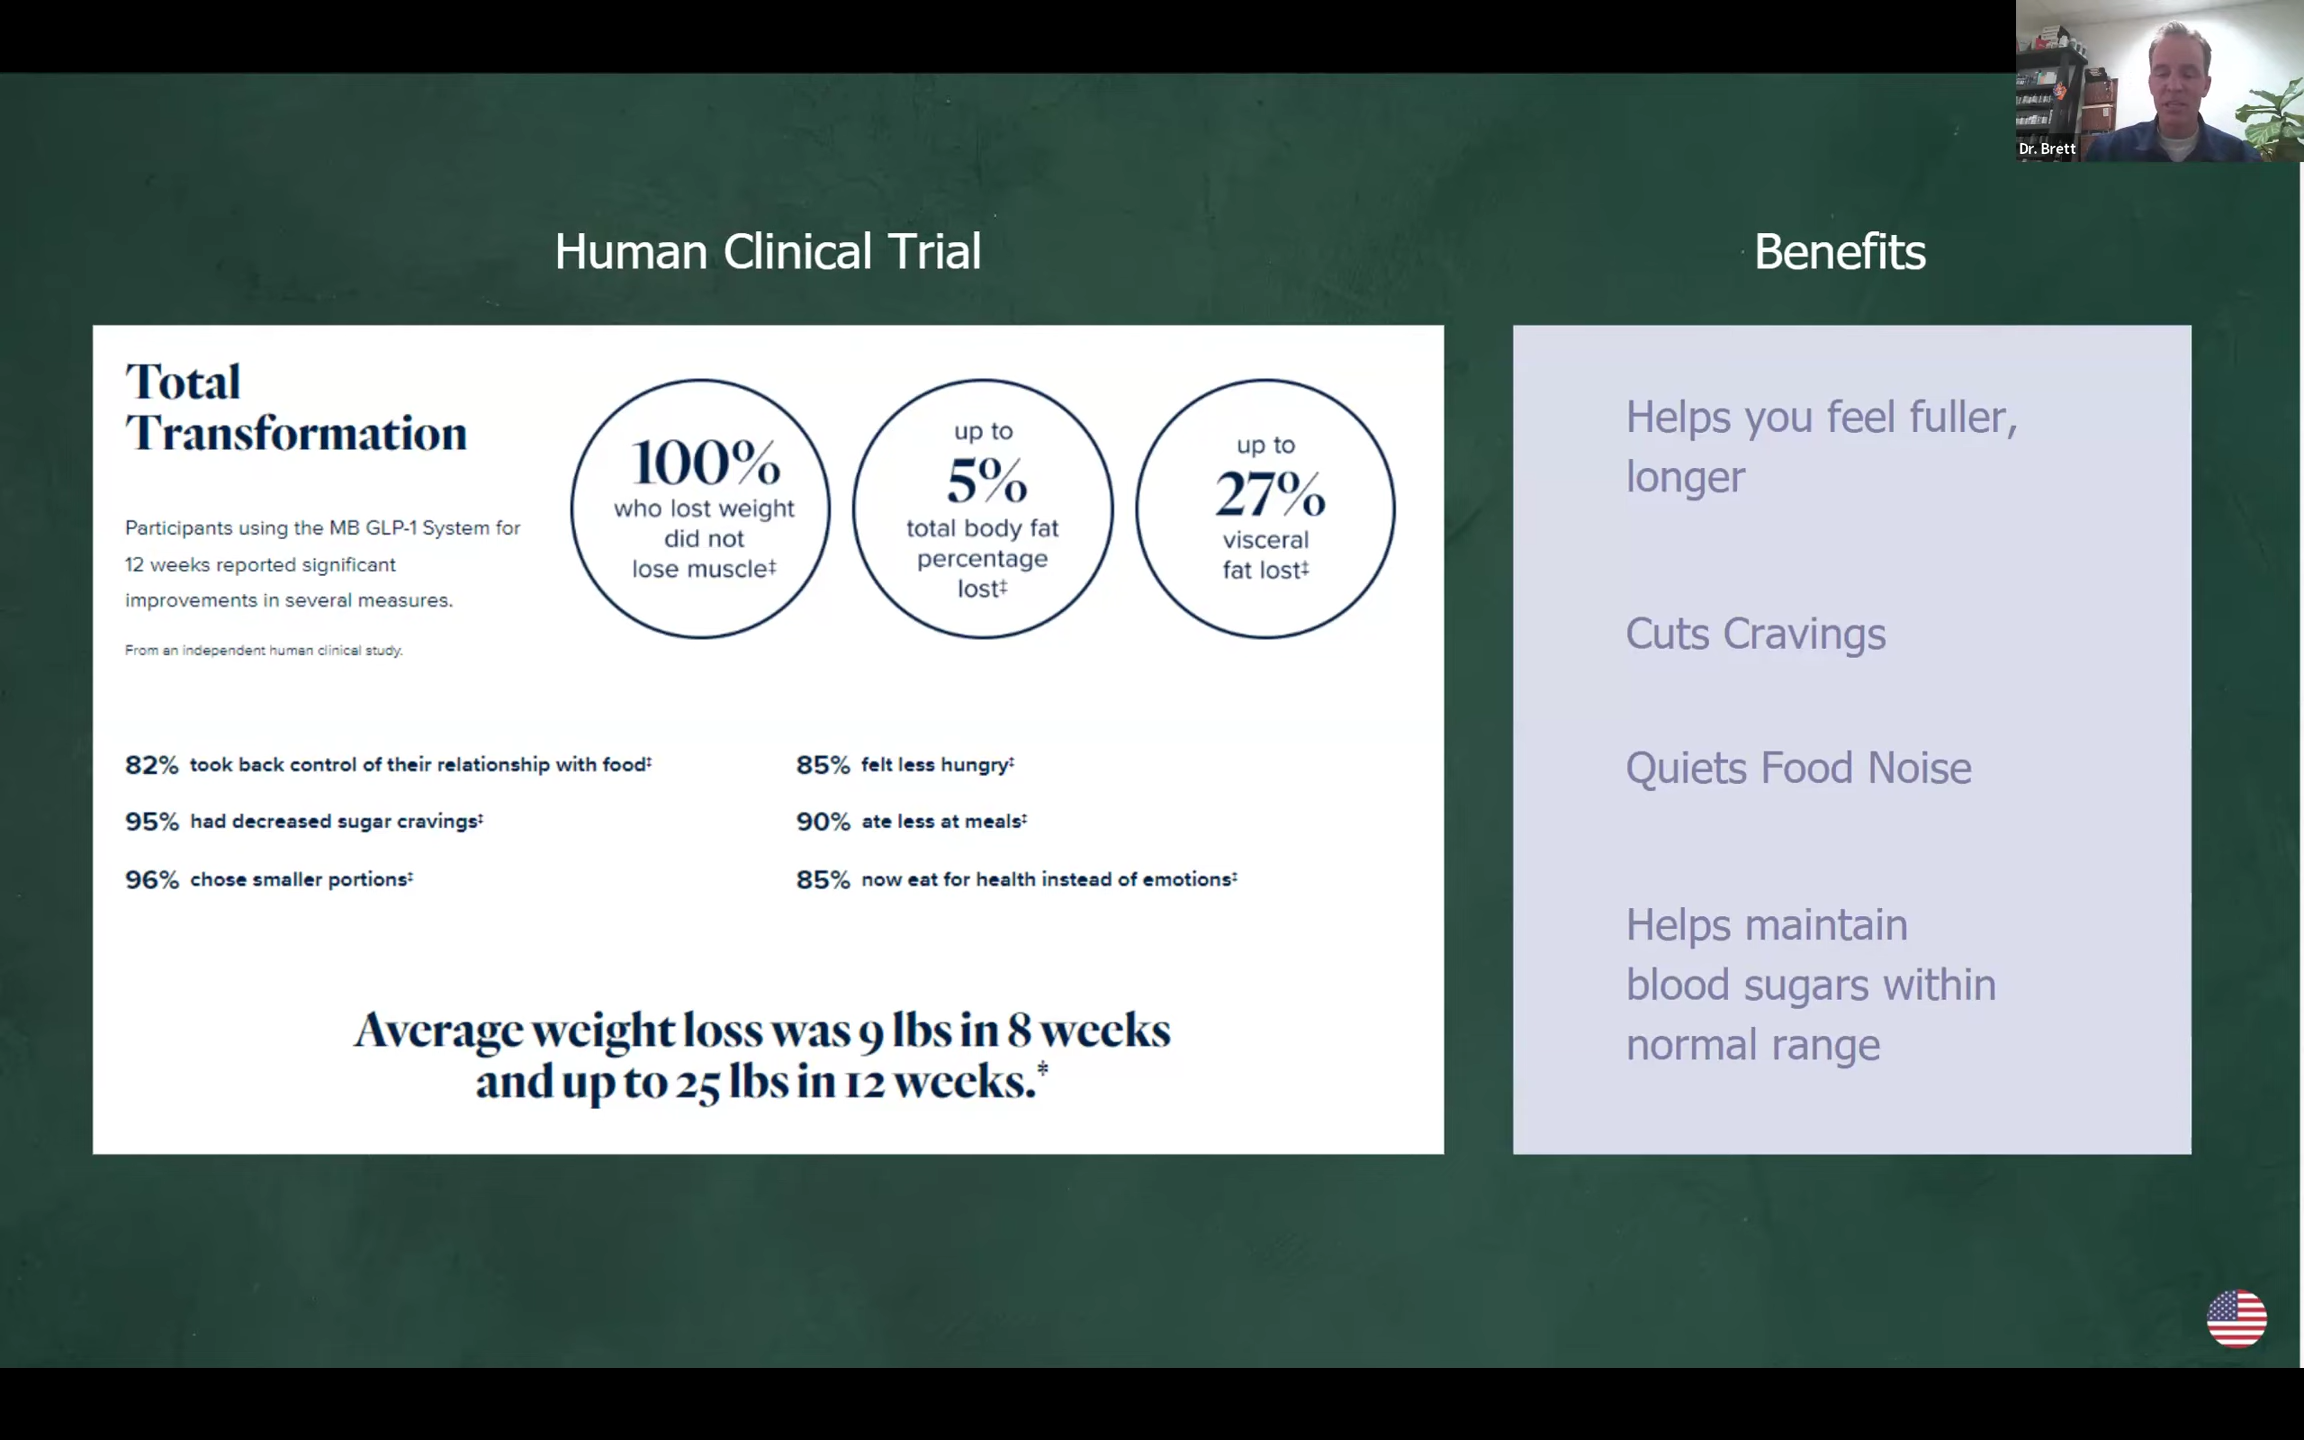 Dr. Brett
Human Clinical Trial
Total
Transformation
Participants using the MB GLP-1 System for
12 weeks reported significant
improvements in several measures.
From an independent human clinical study.
100%
who lost weight
did not
lose muscle‡
up to
5%
total body fat
percentage
lost‡
up to
27%
visceral
fat lost‡
82% took back control of their relationship with food‡
95% had decreased sugar cravings‡
96% chose smaller portions‡
85% felt less hungry‡
90% ate less at meals‡
85% now eat for health instead of emotions‡
Average weight loss was 9 lbs in 8 weeks
and up to 25 lbs in 12 weeks.*
Benefits
Helps you feel fuller,
longer
Cuts Cravings
Quiets Food Noise
Helps maintain
blood sugars within
normal range